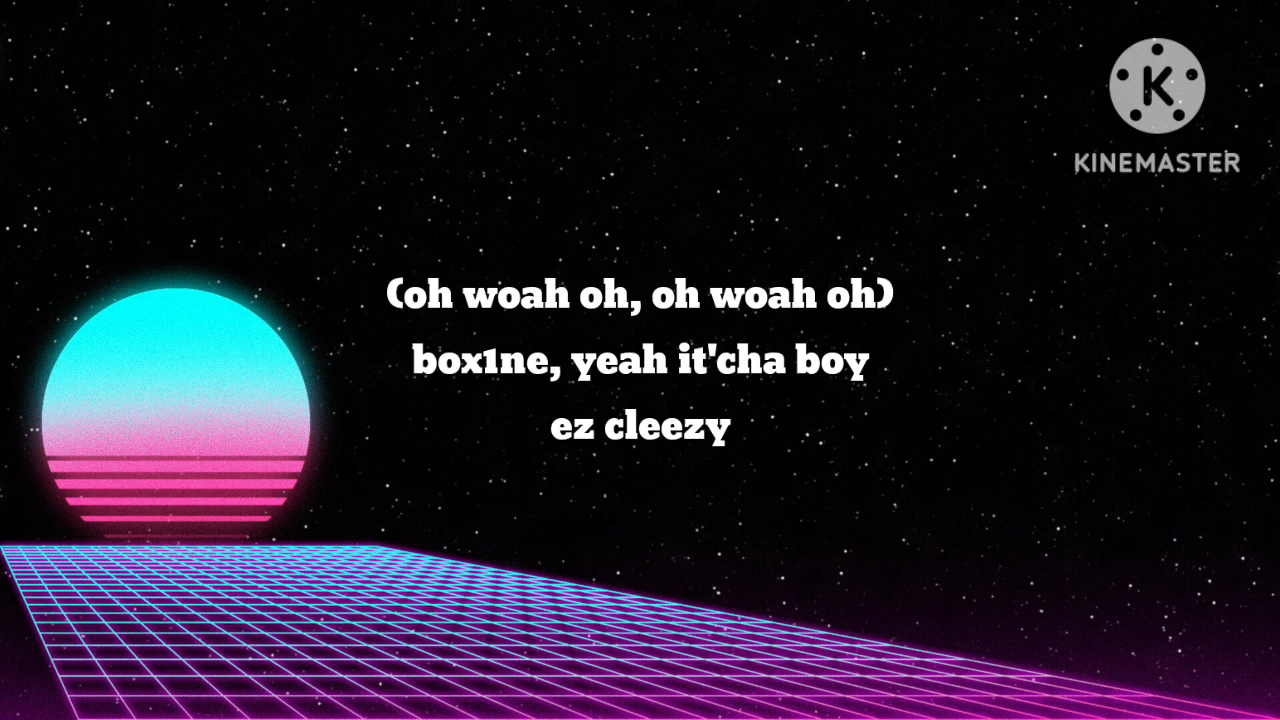 K
KINEMASTER
(oh woah oh, oh woah oh)
box1ne, yeah it'cha boy
ez cleezy